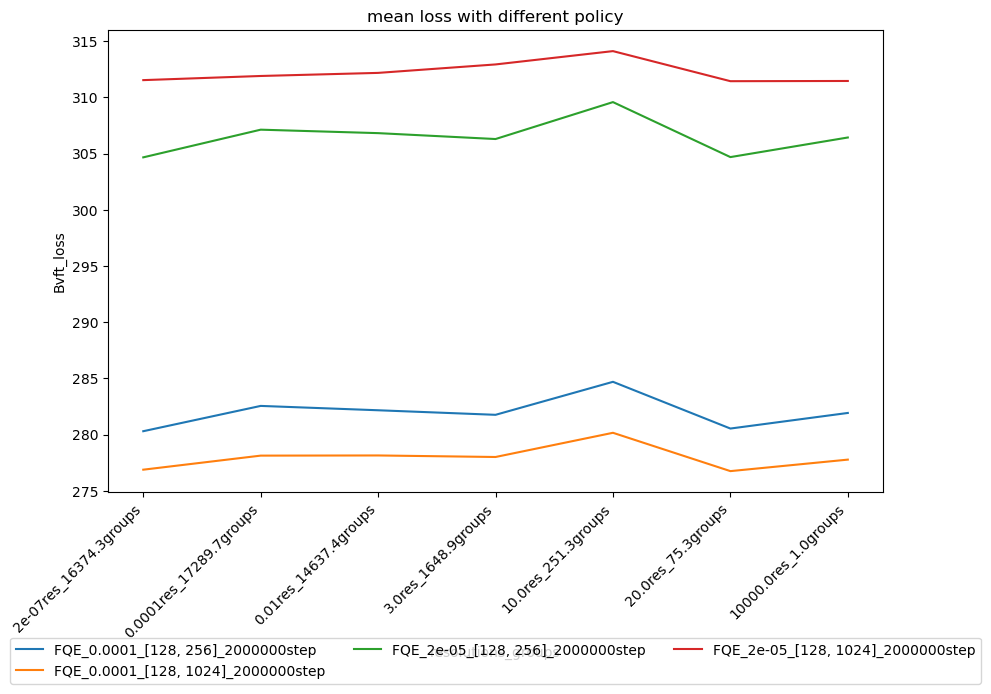 mean loss with different policy
Bvft_loss
315
310
305
300
295
290
285
280
275
2e-07res_16374.3groups
0.0001res_17289.7groups
0.01res_14637.4groups
3.0res_1648.9groups
10.0res_251.3groups
20.0res_75.3groups
10000.0res_1.0groups
FQE_0.0001_[128, 256]_2000000step
FQE_2e-05_[128, 256]_2000000step
FQE_2e-05_[128, 1024]_2000000step
FQE_0.0001_[128, 1024]_2000000step